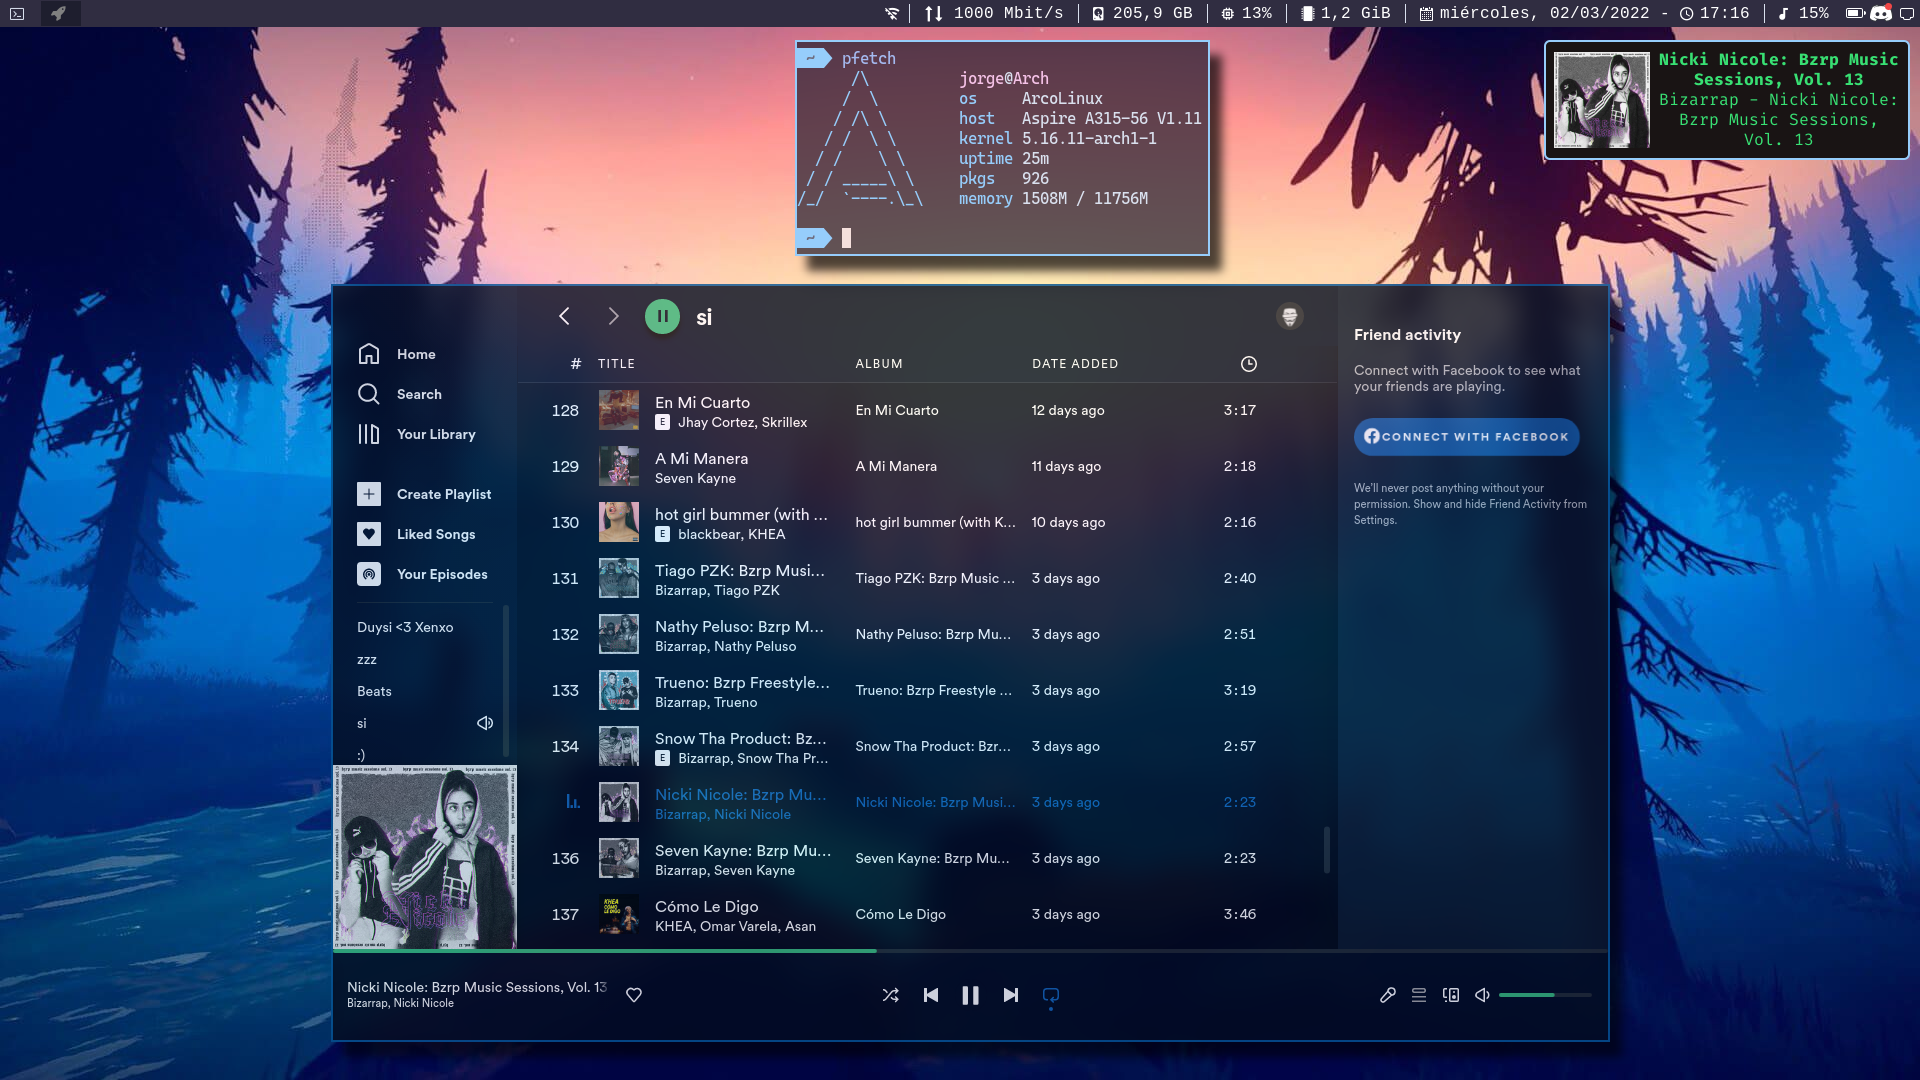 1000 Mbit/s
205,9 GB
13%
1,2 GiB
miércoles, 02/03/2022 - 17:16
15%
~ pfetch
jorge@Arch
os ArcoLinux
host Aspire A315-56 V1.11
kernel 5.16.11-arch1-1
uptime 25m
pkgs 926
memory 1508M / 11756M
~
Nicki Nicole: Bzrp Music
Sessions, Vol. 13
Bizarrap - Nicki Nicole:
Bzrp Music Sessions,
Vol. 13
Home
Search
Your Library
Create Playlist
Liked Songs
Your Episodes
Duysi <3 Xenxo
zzz
Beats
si
:)
si
# TITLE ALBUM DATE ADDED
128 En Mi Cuarto En Mi Cuarto 12 days ago 3:17
E Jhay Cortez, Skrillex
129 A Mi Manera A Mi Manera 11 days ago 2:18
Seven Kayne
130 hot girl bummer (with ... hot girl bummer (with K... 10 days ago 2:16
E blackbear, KHEA
131 Tiago PZK: Bzrp Musi... Tiago PZK: Bzrp Music ... 3 days ago 2:40
Bizarrap, Tiago PZK
132 Nathy Peluso: Bzrp M... Nathy Peluso: Bzrp Mu... 3 days ago 2:51
Bizarrap, Nathy Peluso
133 Trueno: Bzrp Freestyle... Trueno: Bzrp Freestyle ... 3 days ago 3:19
Bizarrap, Trueno
134 Snow Tha Product: Bz... Snow Tha Product: Bzr... 3 days ago 2:57
E Bizarrap, Snow Tha Pr...
Nicki Nicole: Bzrp Mu... Nicki Nicole: Bzrp Musi... 3 days ago 2:23
Bizarrap, Nicki Nicole
136 Seven Kayne: Bzrp Mu... Seven Kayne: Bzrp Mu... 3 days ago 2:23
Bizarrap, Seven Kayne
137 Cómo Le Digo Cómo Le Digo 3 days ago 3:46
KHEA, Omar Varela, Asan
Friend activity
Connect with Facebook to see what
your friends are playing.
CONNECT WITH FACEBOOK
We'll never post anything without your
permission. Show and hide Friend Activity from
Settings.
Nicki Nicole: Bzrp Music Sessions, Vol. 13
Bizarrap, Nicki Nicole